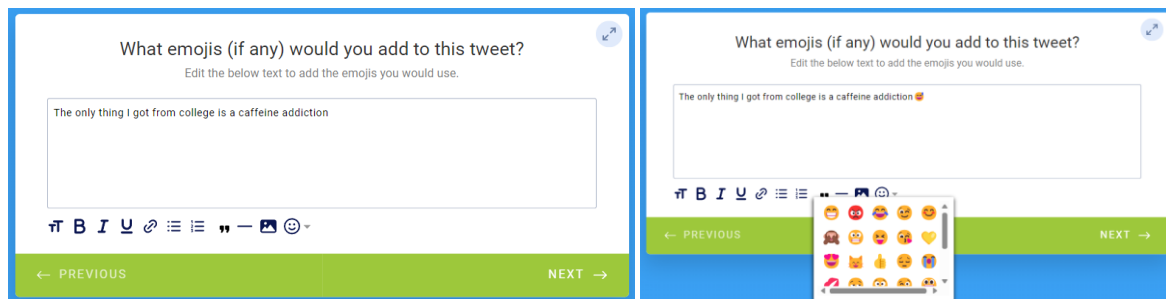 What emojis (if any) would you add to this tweet?
Edit the below text to add the emojis you would use.
The only thing I got from college is a caffeine addiction
TT B I U
← PREVIOUS
NEXT →
What emojis (if any) would you add to this tweet?
Edit the below text to add the emojis you would use.
The only thing I got from college is a caffeine addiction 😅
TT B I U
← PREVIOUS
NEXT →